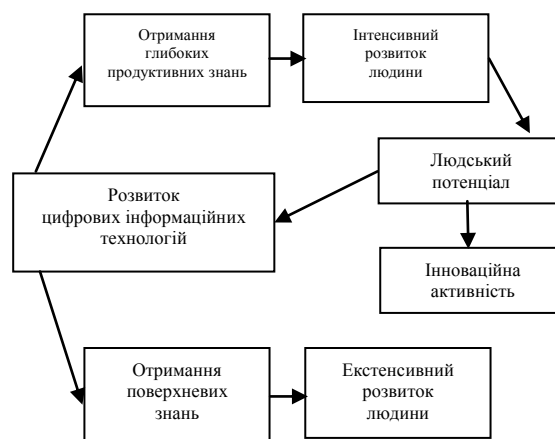 Отримання
глибоких
продуктивних знань
Інтенсивний
розвиток
людини
Людський
потенціал
Розвиток
цифрових інформаційних
технологій
Інноваційна
активність
Отримання
поверхневих
знань
Екстенсивний
розвиток
людини